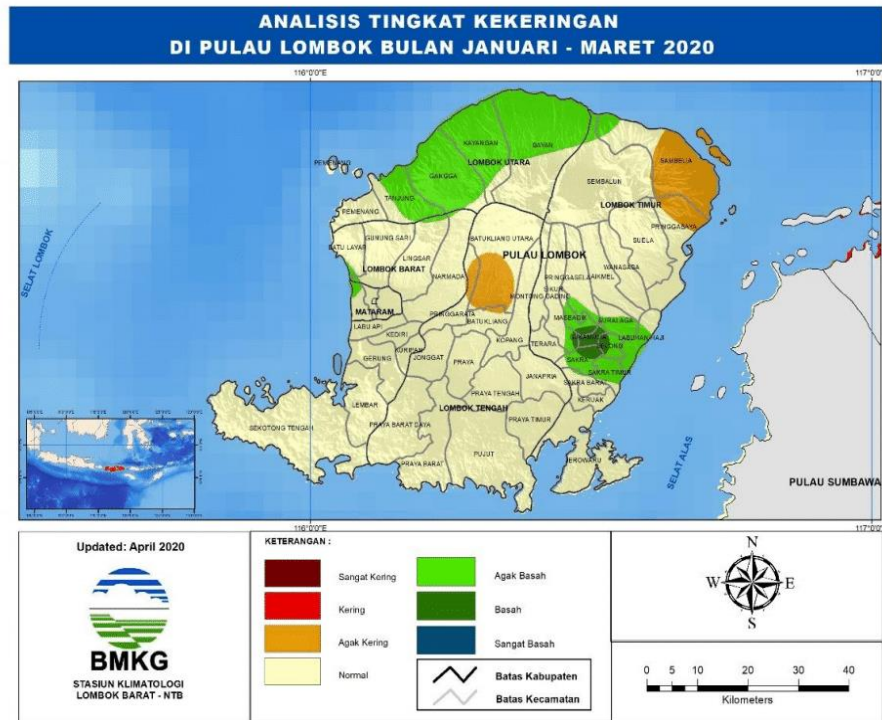 ANALISIS TINGKAT KEKERINGAN
DI PULAU LOMBOK BULAN JANUARI - MARET 2020
116°0'0"E
117°0'0"E
KAYANGAN
BAYAN
PEMENANG
GANGGA
LOMBOK UTARA
SAMBELIA
SEMBALUN
TANJUNG
LOMBOK TIMUR
PEMENANG
PRINGGABAYA
GUNUNG SARI
BATUKLIANG UTARA
SUELA
BATU LAYAR
LINGSAR
PULAU LOMBOK
LOMBOK BARAT
NARMADA
PRINGGASELA
AIKMEL
WANASABA
SIKUR
MONTONG GADING
MATARAM
PRINGGARATA
MASBAGIK
SURALAGA
LABU API
BATUKLIANG
LABUHAN HAJI
KEDIRI
KOPANG
TERARA
KURIPAN
JONGGAT
PRAYA
SAKRA
GERUNG
SAKRA TIMUR
JANAPRIA
SAKRA BARAT
PRAYA TENGAH
KERUAK
LEMBAR
LOMBOK TENGAH
SEKOTONG TENGAH
PRAYA BARAT DAYA
PRAYA TIMUR
PRAYA BARAT
PUJUT
JEROWARU
SELAT LOMBOK
SELAT ALAS
PULAU SUMBAWA
116°0'0"E
117°0'0"E
Updated: April 2020
BMKG
STASIUN KLIMATOLOGI
LOMBOK BARAT - NTB
KETERANGAN :
Sangat Kering
Agak Basah
Kering
Basah
Agak Kering
Sangat Basah
Normal
Batas Kabupaten
Batas Kecamatan
N
W
E
S
0 5 10 20 30 40
Kilometers